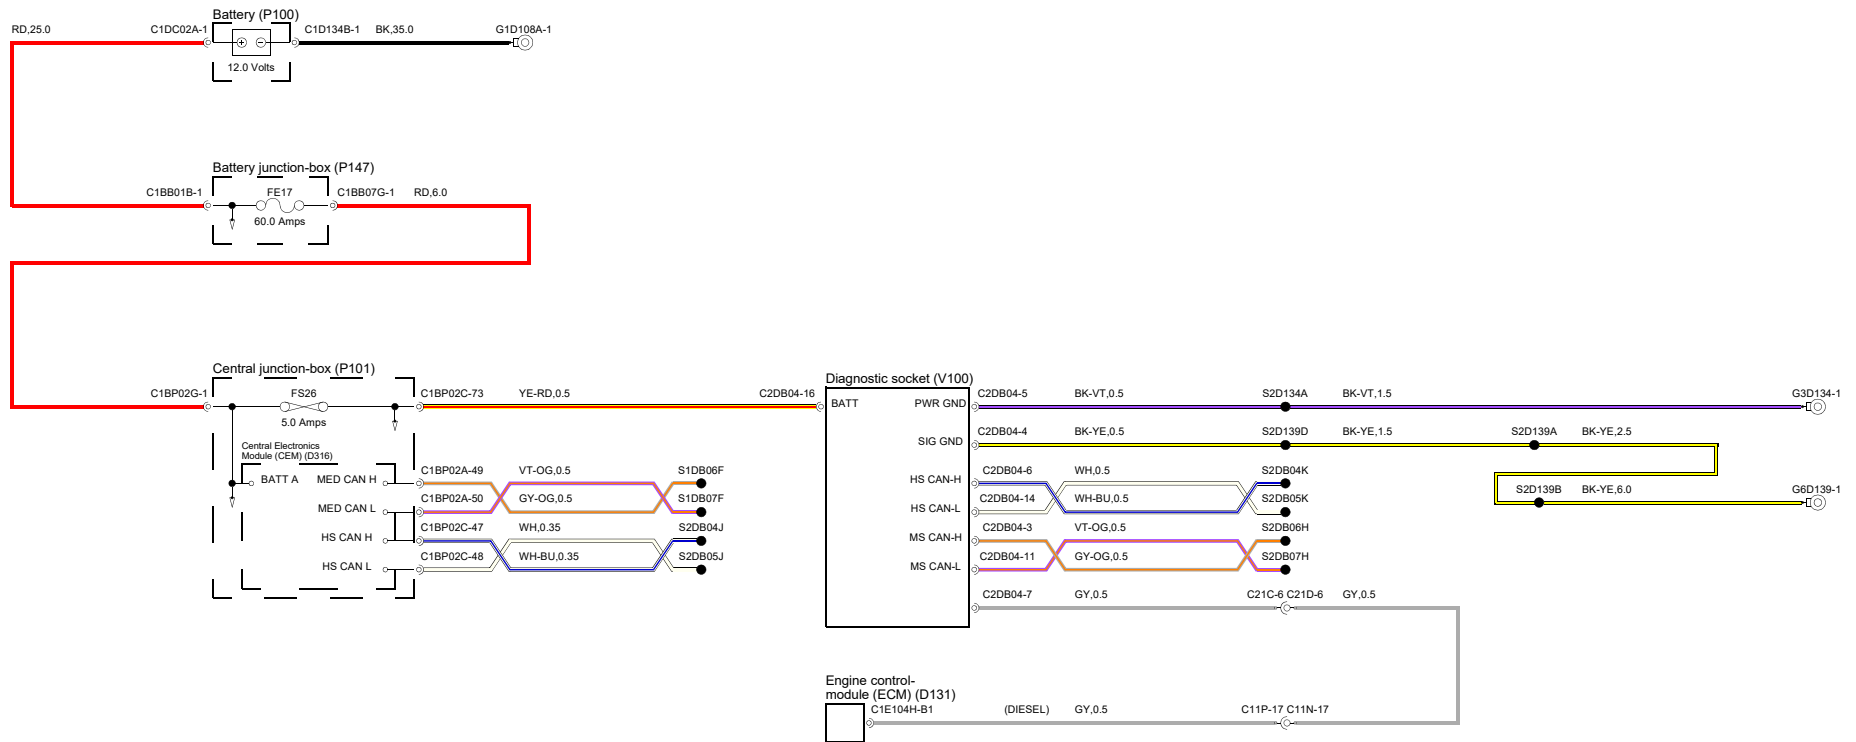 Battery (P100)
RD,25.0
C1DC02A-1
C1D134B-1
BK,35.0
G1D108A-1
12.0 Volts
Battery junction-box (P147)
C1BB01B-1
FE17
C1BB07G-1
RD,6.0
60.0 Amps
Central junction-box (P101)
C1BP02G-1
FS26
5.0 Amps
C1BP02C-73
YE-RD,0.5
C2DB04-16
Central Electronics
Module (CEM) (D316)
BATT A
MED CAN H
C1BP02A-49
VT-OG,0.5
S1DB06F
MED CAN L
C1BP02A-50
GY-OG,0.5
S1DB07F
HS CAN H
C1BP02C-47
WH,0.35
S2DB04J
HS CAN L
C1BP02C-48
WH-BU,0.35
S2DB05J
Diagnostic socket (V100)
BATT
PWR GND
C2DB04-5
BK-VT,0.5
S2D134A
BK-VT,1.5
G3D134-1
SIG GND
C2DB04-4
BK-YE,0.5
S2D139D
BK-YE,1.5
S2D139A
BK-YE,2.5
HS CAN-H
C2DB04-6
WH,0.5
S2DB04K
HS CAN-L
C2DB04-14
WH-BU,0.5
S2DB05K
S2D139B
BK-YE,6.0
G6D139-1
MS CAN-H
C2DB04-3
VT-OG,0.5
S2DB06H
MS CAN-L
C2DB04-11
GY-OG,0.5
S2DB07H
C2DB04-7
GY,0.5
C21C-6 C21D-6
GY,0.5
Engine control-
module (ECM) (D131)
C1E104H-B1
(DIESEL)
GY,0.5
C11P-17 C11N-17